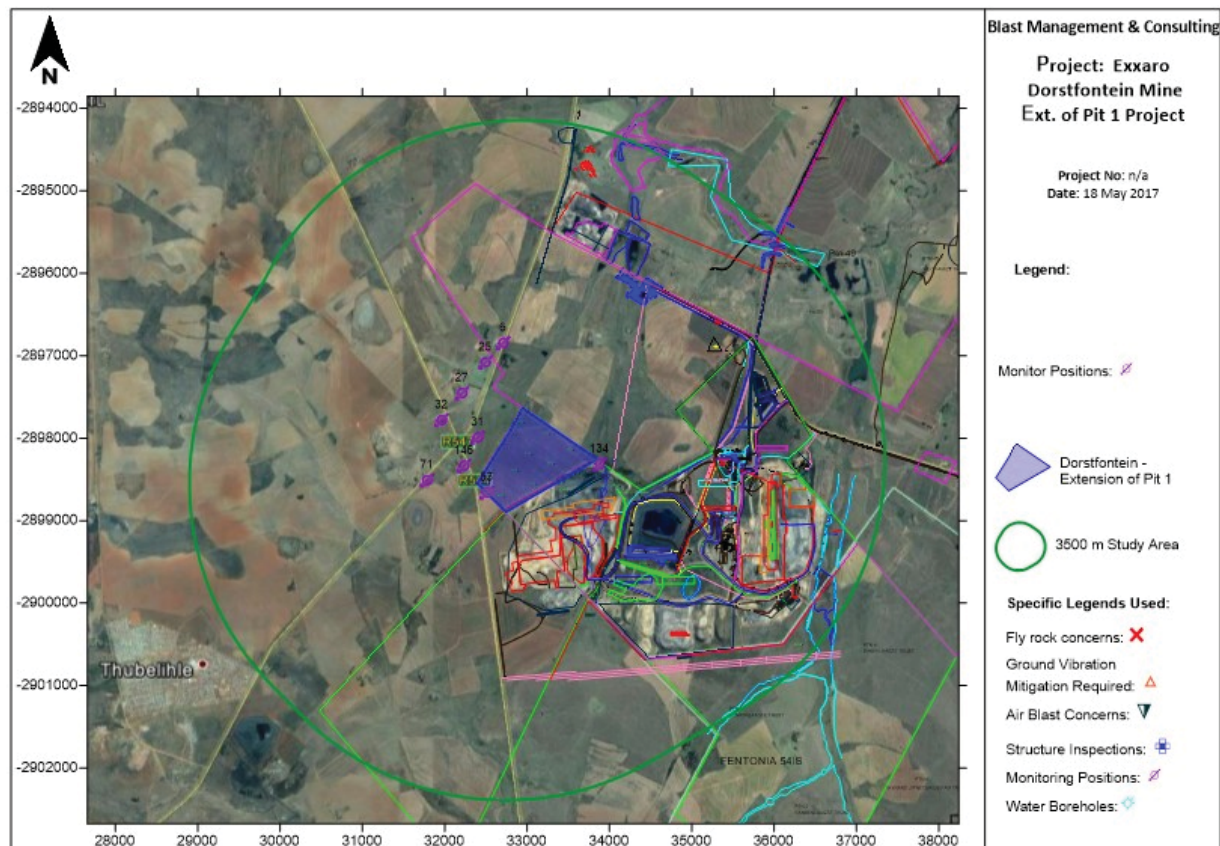 N
-2894000
-2895000
-2896000
-2897000
-2898000
-2899000
-2900000
-2901000
-2902000
28000 29000 30000 31000 32000 33000 34000 35000 36000 37000 38000
6
26
27
32
31
146
71
134
Thubelihle
FENTONIA 54IS
Blast Management & Consulting
Project: Exxaro
Dorstfontein Mine
Ext. of Pit 1 Project
Project No: n/a
Date: 18 May 2017
Legend:
Monitor Positions:
Dorstfontein -
Extension of Pit 1
3500 m Study Area
Specific Legends Used:
Fly rock concerns:
Ground Vibration
Mitigation Required:
Air Blast Concerns:
Structure Inspections:
Monitoring Positions:
Water Boreholes: